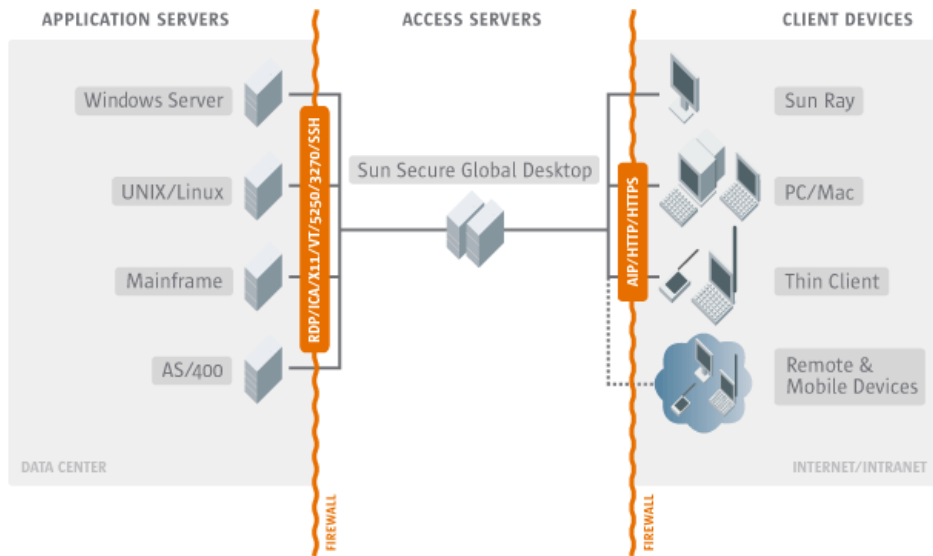 APPLICATION SERVERS
ACCESS SERVERS
CLIENT DEVICES
Windows Server
UNIX/Linux
Mainframe
AS/400
DATA CENTER
RDP/ICA/X11/VT/5250/3270/SSH
FIREWALL
Sun Secure Global Desktop
AIP/HTTP/HTTPS
FIREWALL
Sun Ray
PC/Mac
Thin Client
Remote &
Mobile Devices
INTERNET/INTRANET